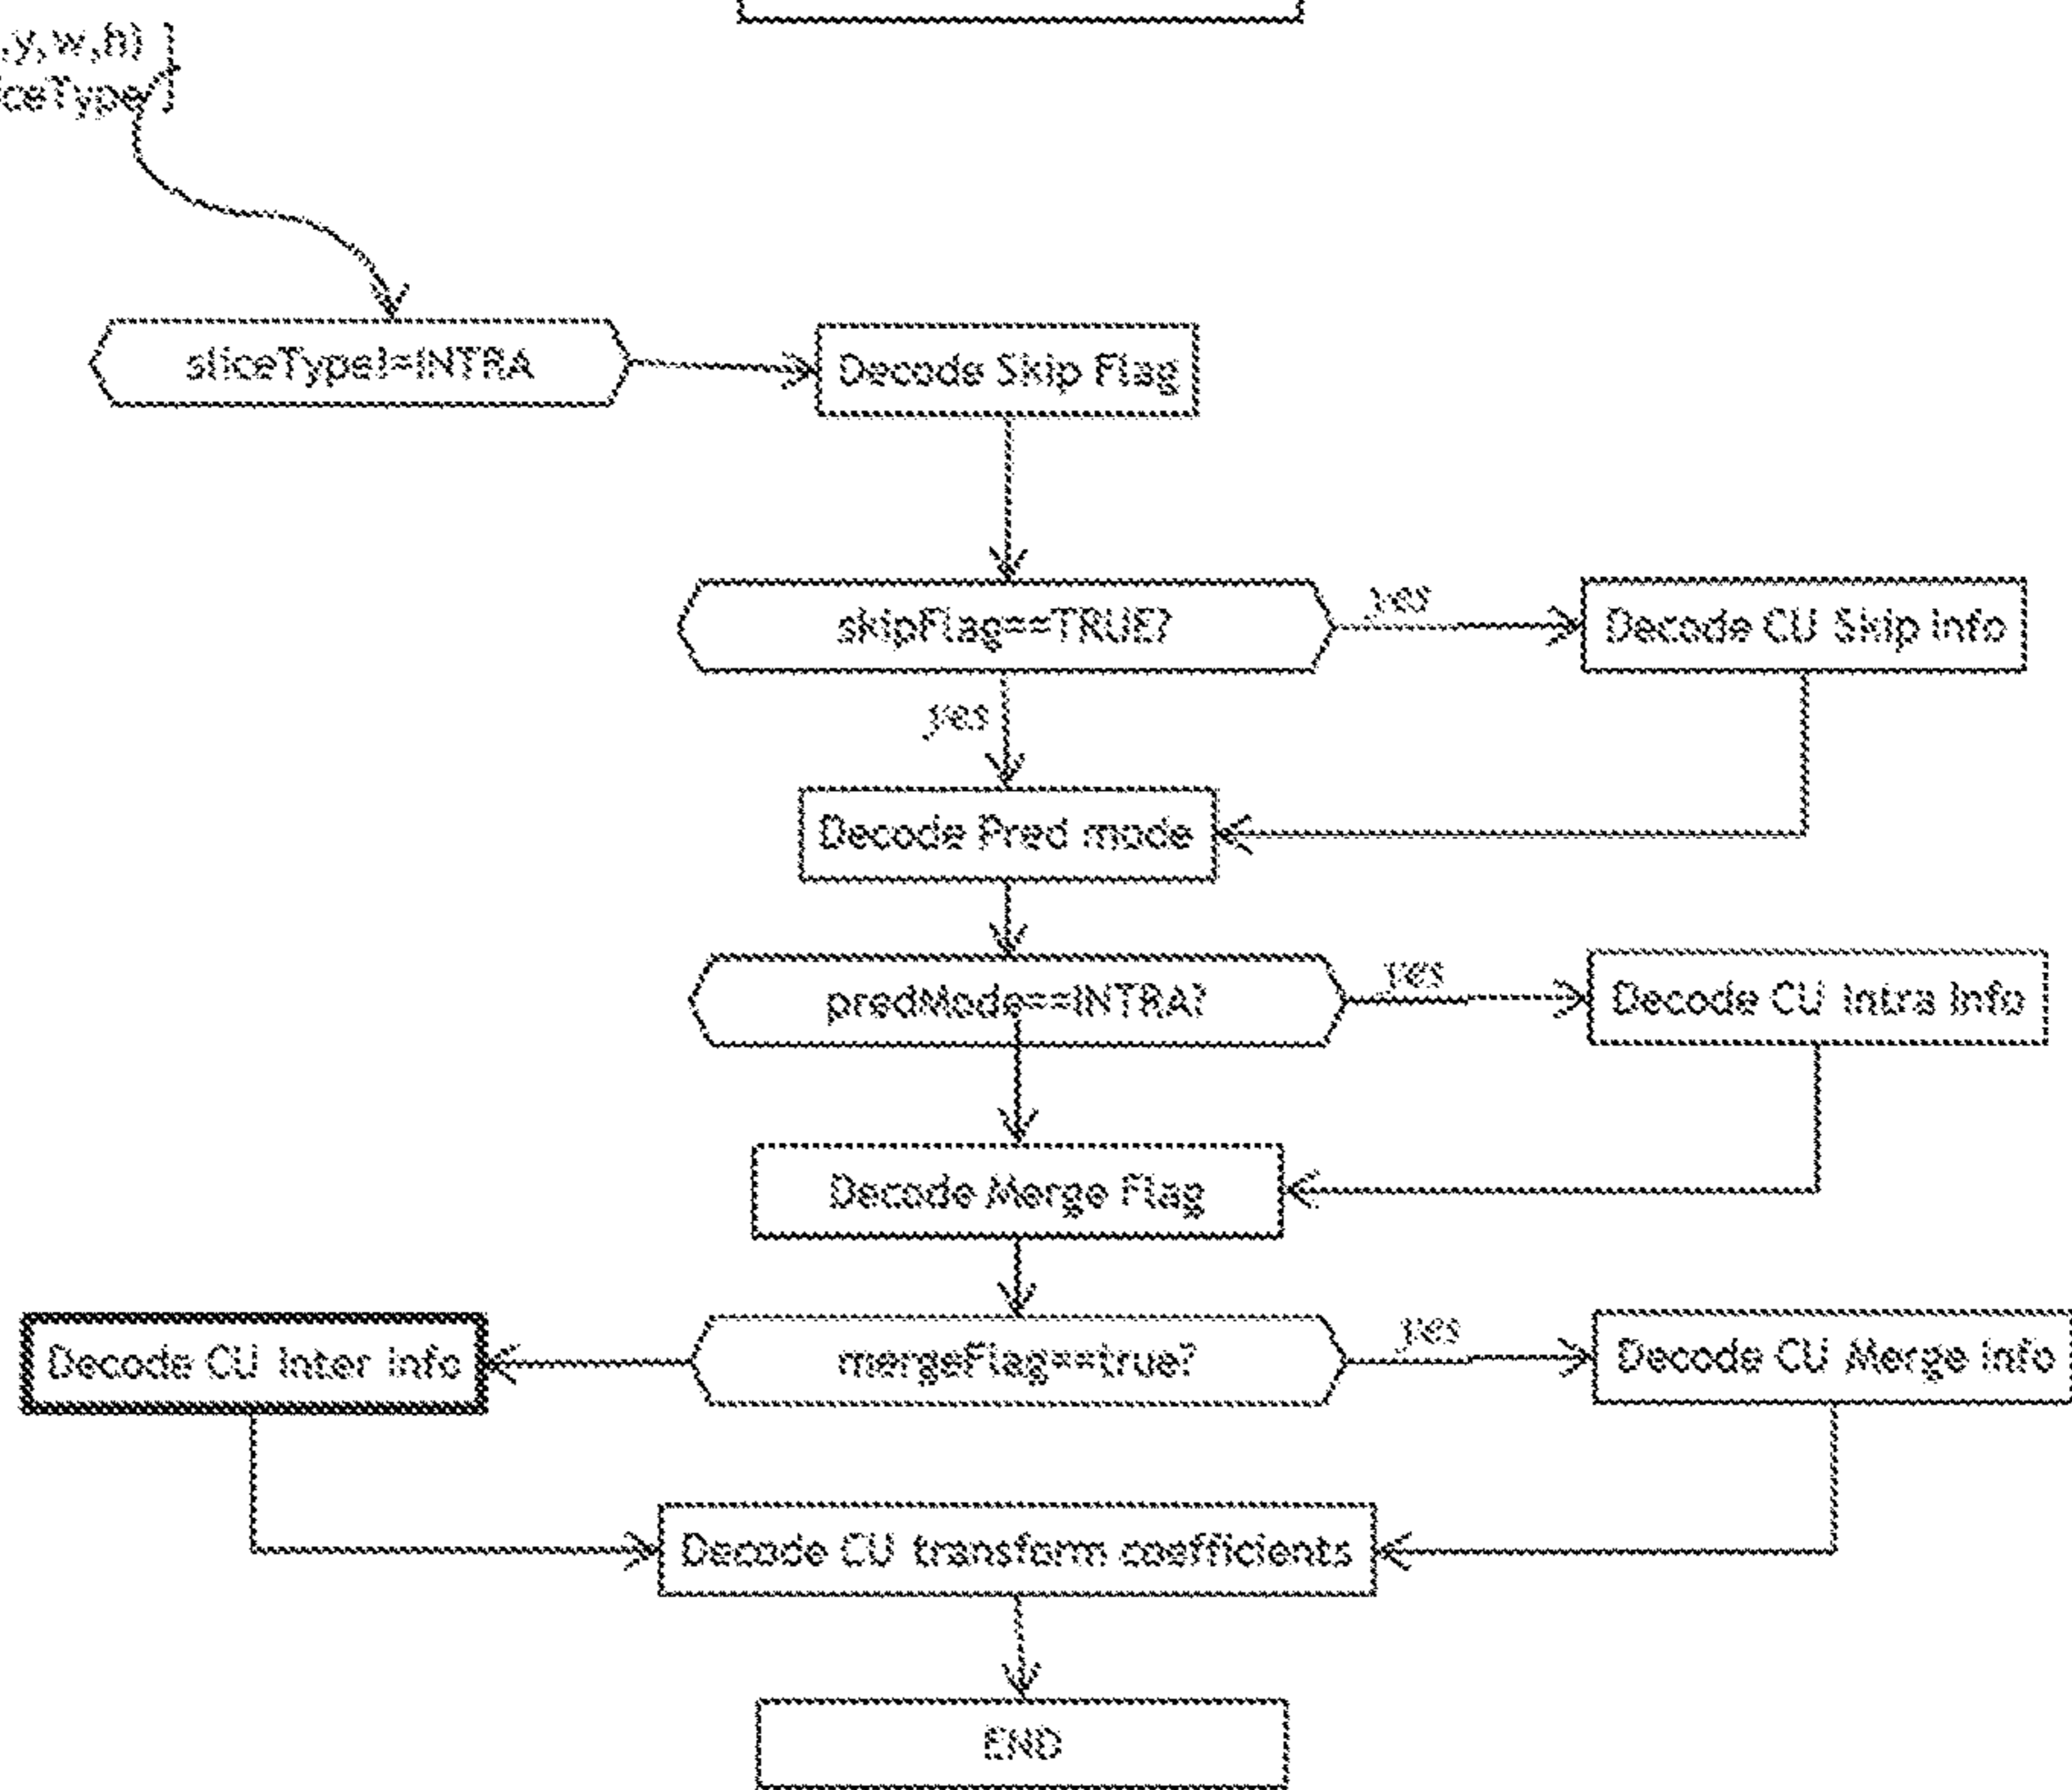 ,y,w,h) ]
ceType ]
sliceType!=INTRA
Decode Skip Flag
skipFlag==TRUE?
yes
Decode CU Skip Info
yes
Decode Pred mode
predMode==INTRA?
yes
Decode CU Intra Info
Decode Merge Flag
Decode CU Inter Info
mergeFlag==true?
yes
Decode CU Merge Info
Decode CU transform coefficients
END